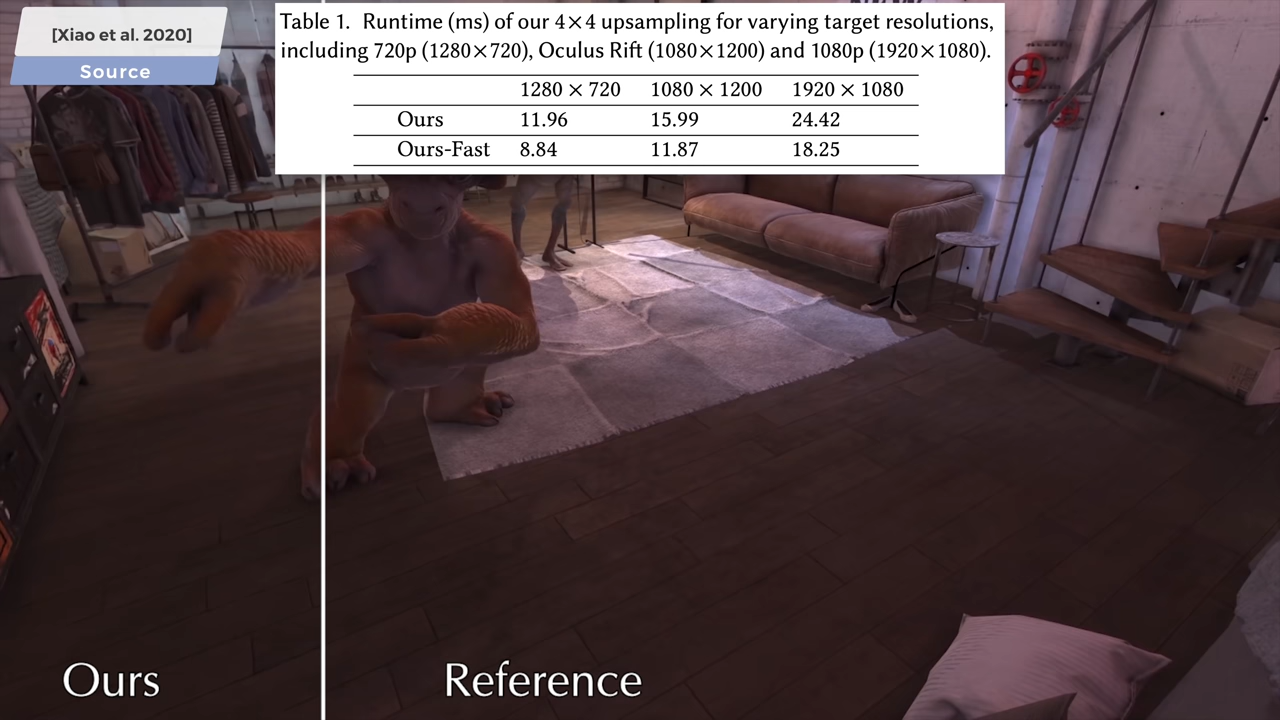 [Xiao et al. 2020]
Source
Table 1. Runtime (ms) of our 4×4 upsampling for varying target resolutions,
including 720p (1280×720), Oculus Rift (1080×1200) and 1080p (1920×1080).
1280 × 720 1080 × 1200 1920 × 1080
Ours 11.96 15.99 24.42
Ours-Fast 8.84 11.87 18.25
Ours
Reference